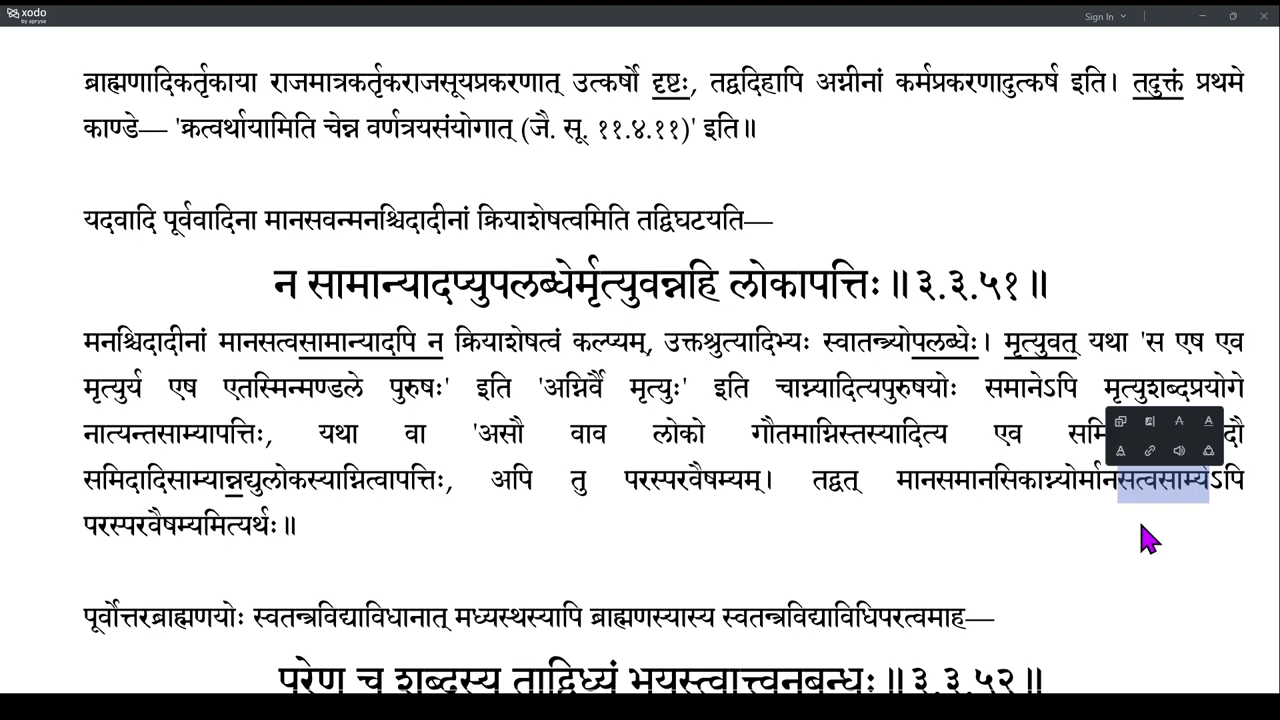 xodo
by apryse
Sign In
ब्राह्मणादिकर्तृकाया राजमात्रकर्तृकराजसूयप्रकरणात् उत्कर्षो दृष्टः, तद्वदिहापि अग्नीनां कर्मप्रकरणादुत्कर्ष इति। तदुक्तं प्रथमे
काण्डे— 'क्रत्वर्थायामिति चेन्न वर्णत्रयसंयोगात् (जै. सू. ११.४.११)' इति॥
यदवादि पूर्ववादिना मानसवन्मनश्चिदादीनां क्रियाशेषत्वमिति तद्विघटयति—
न सामान्यादप्युपलब्धेर्मृत्युवन्नहि लोकापत्तिः॥३.३.५१॥
मनश्चिदादीनां मानसत्वसामान्यादपि न क्रियाशेषत्वं कल्प्यम्, उक्तश्रुत्यादिभ्यः स्वातन्त्र्योपलब्धेः। मृत्युवत् यथा 'स एष एव
मृत्युर्य एष एतस्मिन्मण्डले पुरुषः' इति 'अग्निर्वै मृत्युः' इति चाग्न्यादित्यपुरुषयोः समानेऽपि मृत्युशब्दप्रयोगे
नात्यन्तसाम्यापत्तिः, यथा वा 'असौ वाव लोको गौतमाग्निस्तस्यादित्य एव
समिदादिसाम्यान्नद्युलोकस्याग्नित्वापत्तिः, अपि तु परस्परवैषम्यम्। तद्वत् मानसमानसिकाग्न्योर्मानसत्वसाम्येऽपि
परस्परवैषम्यमित्यर्थः॥
पूर्वोत्तरब्राह्मणयोः स्वतन्त्रविद्याविधानात् मध्यस्थस्यापि ब्राह्मणस्यास्य स्वतन्त्रविद्याविधिपरत्वमाह—
परेण च शब्दस्य ताद्विध्यं भूयस्त्वात्त्वनुबन्धः॥३.३.५२॥